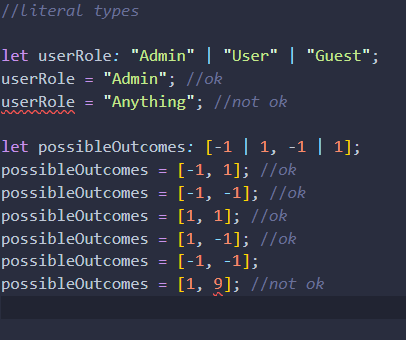 //literal types
let userRole: "Admin" | "User" | "Guest";
userRole = "Admin"; //ok
userRole = "Anything"; //not ok
let possibleOutcomes: [-1 | 1, -1 | 1];
possibleOutcomes = [-1, 1]; //ok
possibleOutcomes = [-1, -1]; //ok
possibleOutcomes = [1, 1]; //ok
possibleOutcomes = [1, -1]; //ok
possibleOutcomes = [-1, -1];
possibleOutcomes = [1, 9]; //not ok